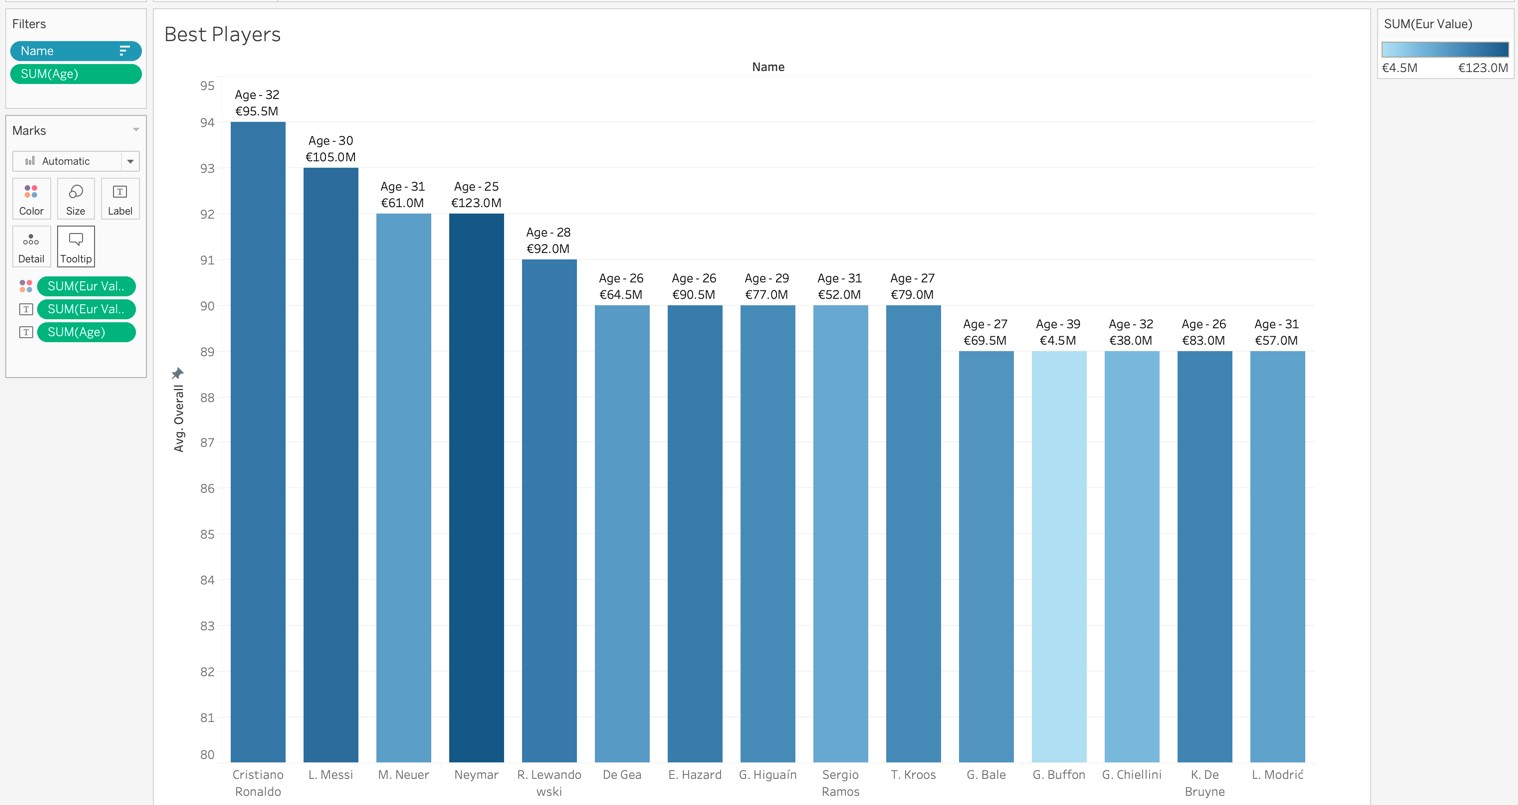 Filters
Name
SUM(Age)
Marks
Automatic
Color
Size
Label
Detail
Tooltip
SUM(Eur Val..
SUM(Eur Val..
SUM(Age)
Best Players
Name
Avg. Overall
95
94
93
92
91
90
89
88
87
86
85
84
83
82
81
80
Age - 32
€95.5M
Age - 30
€105.0M
Age - 31
€61.0M
Age - 25
€123.0M
Age - 28
€92.0M
Age - 26
€64.5M
Age - 26
€90.5M
Age - 29
€77.0M
Age - 31
€52.0M
Age - 27
€79.0M
Age - 27
€69.5M
Age - 39
€4.5M
Age - 32
€38.0M
Age - 26
€83.0M
Age - 31
€57.0M
Cristiano
Ronaldo
L. Messi
M. Neuer
Neymar
R. Lewando
wski
De Gea
E. Hazard
G. Higuaín
Sergio
Ramos
T. Kroos
G. Bale
G. Buffon
G. Chiellini
K. De
Bruyne
L. Modrić
SUM(Eur Value)
€4.5M
€123.0M